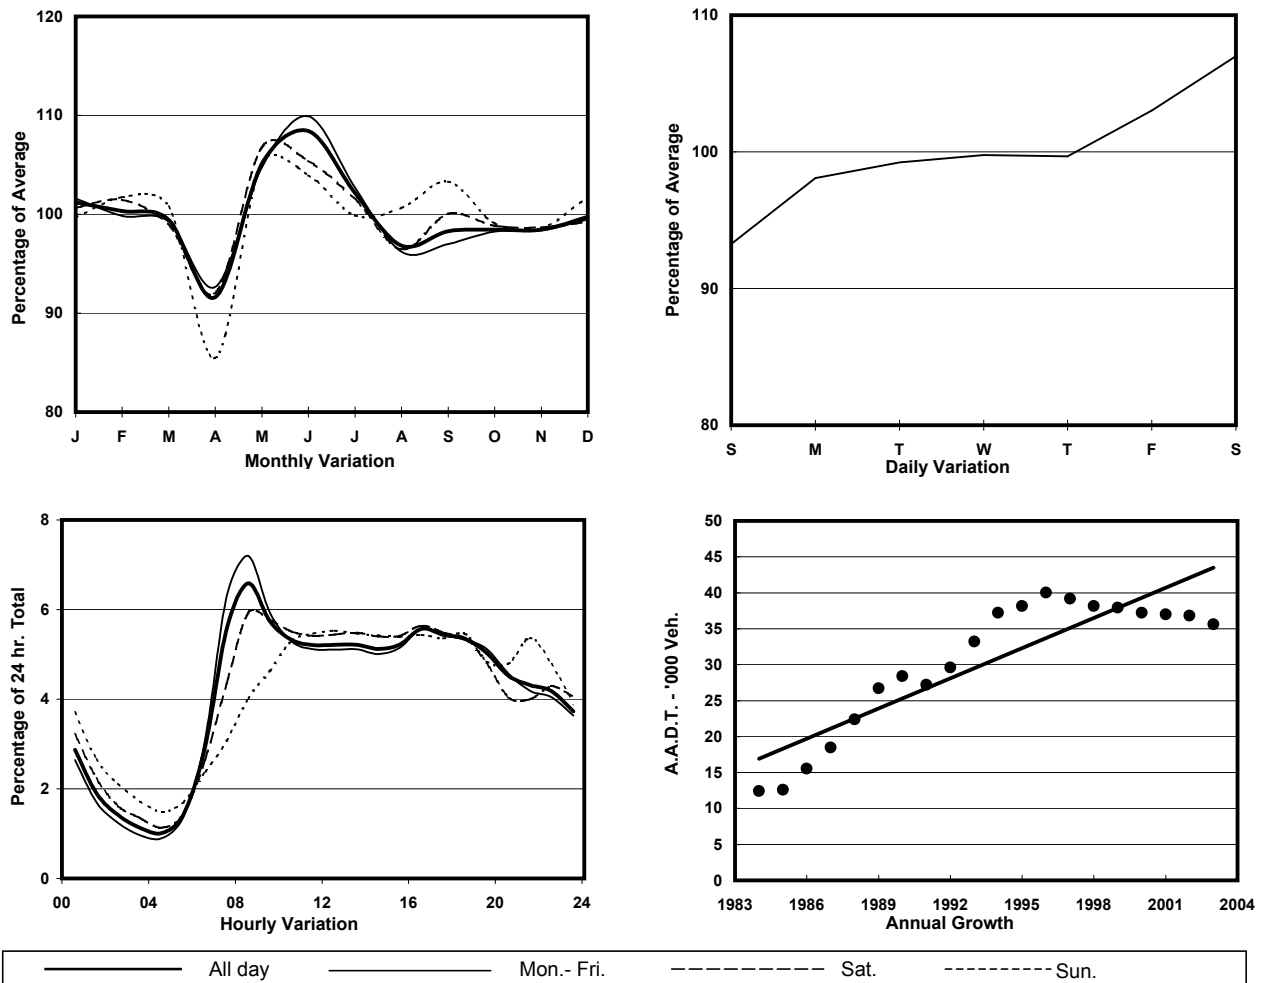 120
110
100
90
80
Percentage of Average
J F M A M J J A S O N D
Monthly Variation
110
100
90
80
Percentage of Average
S M T W T F S
Daily Variation
8
6
4
2
0
Percentage of 24 hr. Total
00 04 08 12 16 20 24
Hourly Variation
50
45
40
35
30
25
20
15
10
5
0
A.A.D.T. - '000 Veh.
1983 1986 1989 1992 1995 1998 2001 2004
Annual Growth
All day Mon.- Fri. Sat. Sun.